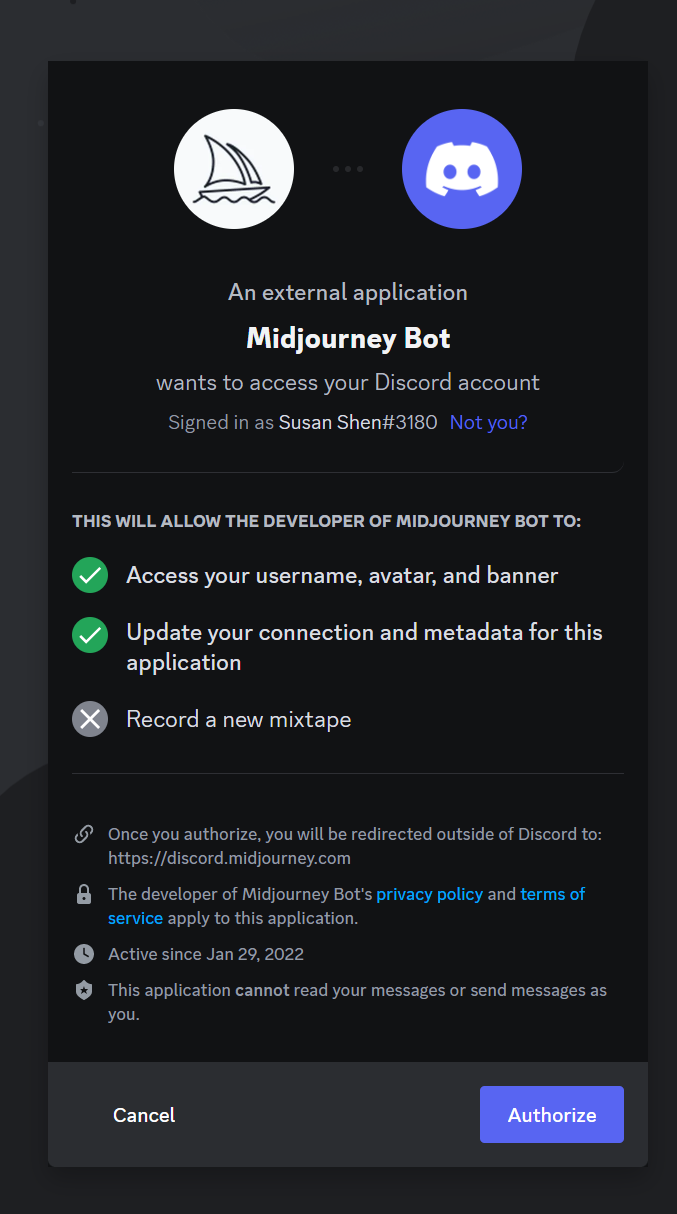 An external application
Midjourney Bot
wants to access your Discord account
Signed in as Susan Shen#3180 Not you?
THIS WILL ALLOW THE DEVELOPER OF MIDJOURNEY BOT TO:
Access your username, avatar, and banner
Update your connection and metadata for this
application
Record a new mixtape
Once you authorize, you will be redirected outside of Discord to:
https://discord.midjourney.com
The developer of Midjourney Bot's privacy policy and terms of
service apply to this application.
Active since Jan 29, 2022
This application cannot read your messages or send messages as
you.
Cancel
Authorize